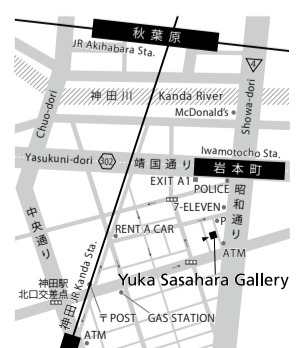 秋葉原
JR Akihabara Sta.
4
神田川 Kanda River
McDonald's
Chuo-dori
Showa-dori
Iwamotocho Sta.
Yasukuni-dori 302 靖国通り
岩本町
EXIT A1
POLICE
7-ELEVEN
昭和通り
中央通り
P
RENT A CAR
ATM
神田駅
北口交差点
Yuka Sasahara Gallery
神田 JR Kanda Sta.
〒POST
GAS STATION
ATM